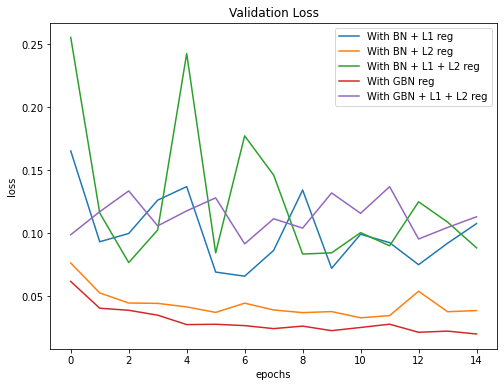 Validation Loss
With BN + L1 reg
With BN + L2 reg
With BN + L1 + L2 reg
With GBN reg
With GBN + L1 + L2 reg
0.25
0.20
0.15
0.10
0.05
loss
0 2 4 6 8 10 12 14
epochs